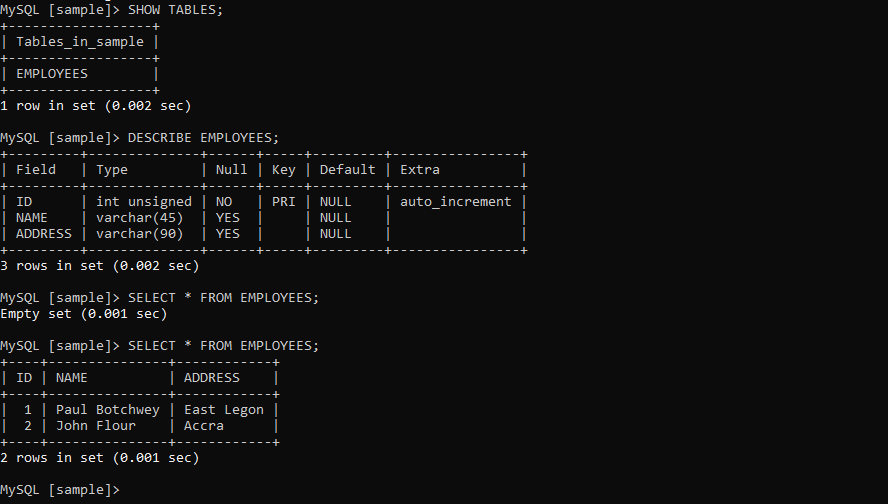 MySQL [sample]> SHOW TABLES;
+------------------+
| Tables_in_sample |
+------------------+
| EMPLOYEES        |
+------------------+
1 row in set (0.002 sec)

MySQL [sample]> DESCRIBE EMPLOYEES;
+---------+--------------+------+-----+---------+----------------+
| Field   | Type         | Null | Key | Default | Extra          |
+---------+--------------+------+-----+---------+----------------+
| ID      | int unsigned | NO   | PRI | NULL    | auto_increment |
| NAME    | varchar(45)  | YES  |     | NULL    |                |
| ADDRESS | varchar(90)  | YES  |     | NULL    |                |
+---------+--------------+------+-----+---------+----------------+
3 rows in set (0.002 sec)

MySQL [sample]> SELECT * FROM EMPLOYEES;
Empty set (0.001 sec)

MySQL [sample]> SELECT * FROM EMPLOYEES;
+----+---------------+------------+
| ID | NAME          | ADDRESS    |
+----+---------------+------------+
|  1 | Paul Botchwey | East Legon |
|  2 | John Flour    | Accra      |
+----+---------------+------------+
2 rows in set (0.001 sec)

MySQL [sample]>